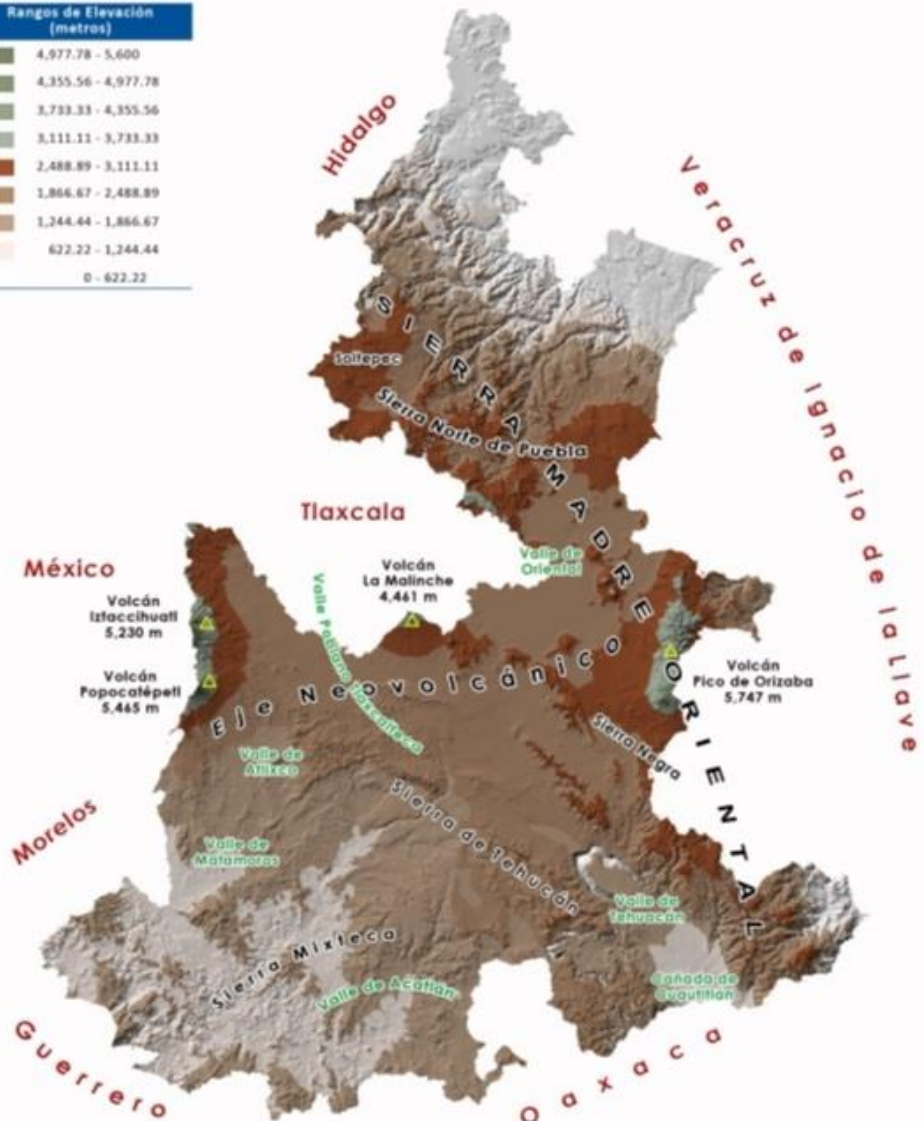 Rangos de Elevación
(metros)
4,977.78 - 5,600
4,355.56 - 4,977.78
3,733.33 - 4,355.56
3,111.11 - 3,733.33
2,488.89 - 3,111.11
1,866.67 - 2,488.89
1,244.44 - 1,866.67
622.22 - 1,244.44
0 - 622.22
Hidalgo
Veracruz de Ignacio de la Llave
SIERRA MADRE ORIENTAL
Soltepec
Sierra Norte de Puebla
Tlaxcala
México
Valle de
Oriental
Volcán
La Malinche
4,461 m
Volcán
Iztaccihuatl
5,230 m
Valle Poblano Tlaxcalteca
Volcán
Popocatépetl
5,465 m
Eje Neovolcánico
Volcán
Pico de Orizaba
5,747 m
Sierra Negra
Valle de
Atlixco
Sierra de Tehucán
Morelos
Valle de
Matamoros
Valle de
Tehuacán
Sierra Mixteca
Valle de Acatlán
Cañada de
Cuautitlán
Guerrero
Oaxaca